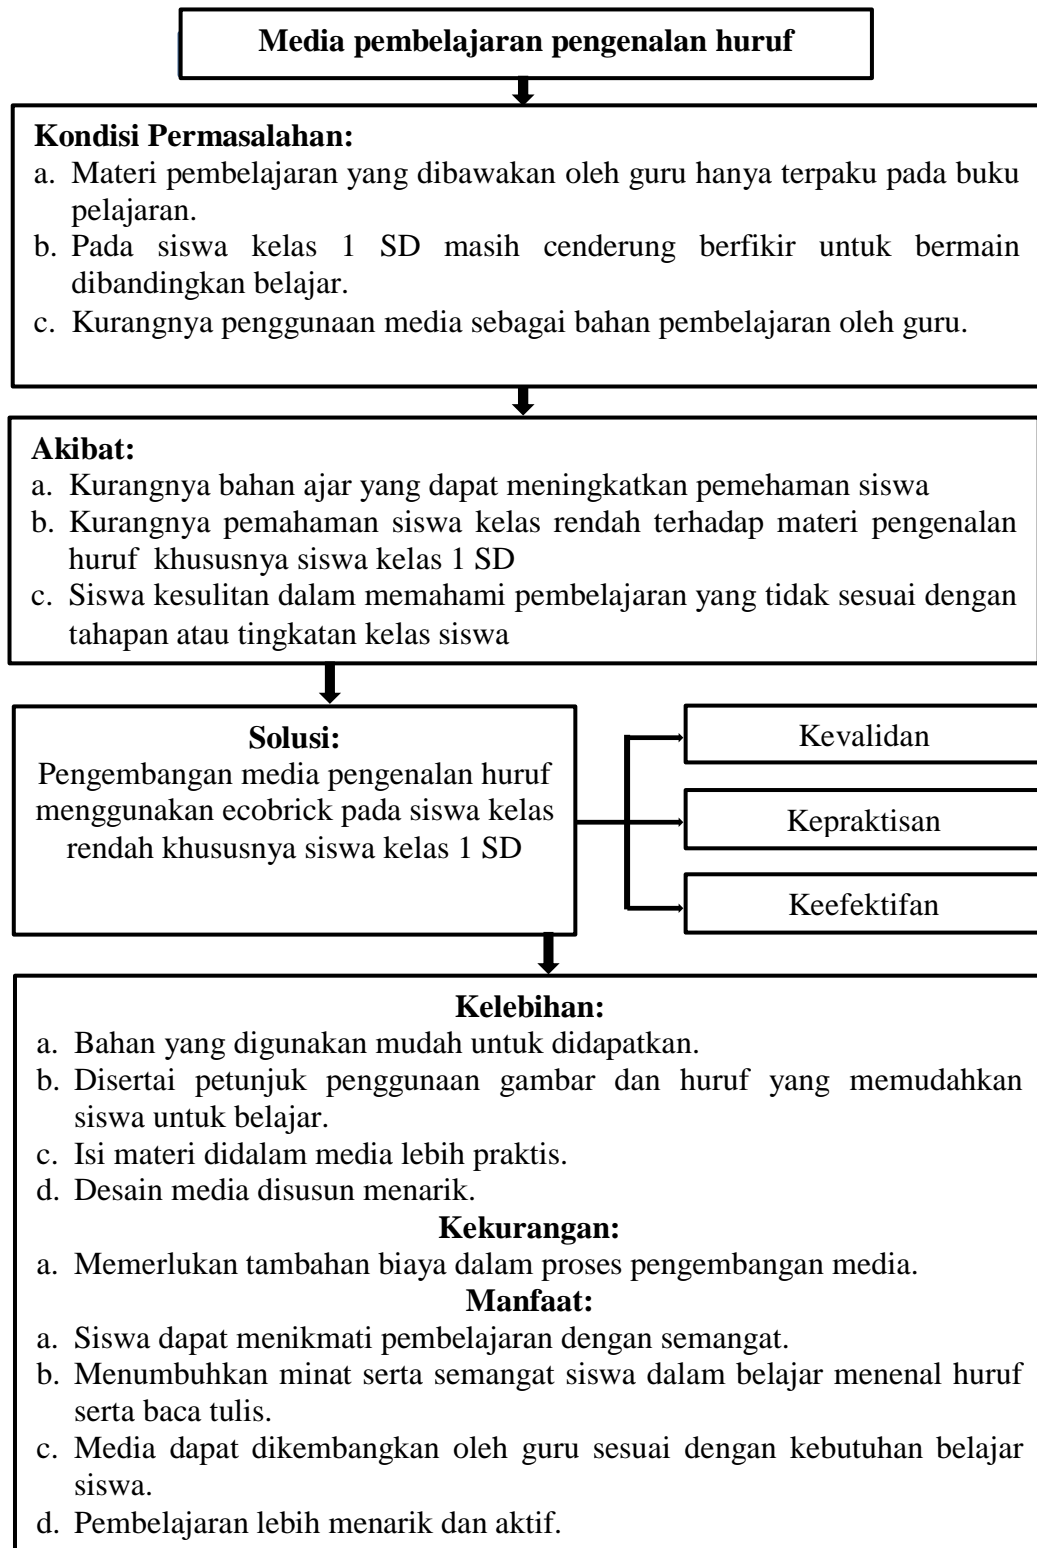 Media pembelajaran pengenalan huruf
Kondisi Permasalahan:
a. Materi pembelajaran yang dibawakan oleh guru hanya terpaku pada buku
pelajaran.
b. Pada siswa kelas 1 SD masih cenderung berfikir untuk bermain
dibandingkan belajar.
c. Kurangnya penggunaan media sebagai bahan pembelajaran oleh guru.
Akibat:
a. Kurangnya bahan ajar yang dapat meningkatkan pemehaman siswa
b. Kurangnya pemahaman siswa kelas rendah terhadap materi pengenalan
huruf khususnya siswa kelas 1 SD
c. Siswa kesulitan dalam memahami pembelajaran yang tidak sesuai dengan
tahapan atau tingkatan kelas siswa
Solusi:
Pengembangan media pengenalan huruf
menggunakan ecobrick pada siswa kelas
rendah khususnya siswa kelas 1 SD
Kevalidan
Kepraktisan
Keefektifan
Kelebihan:
a. Bahan yang digunakan mudah untuk didapatkan.
b. Disertai petunjuk penggunaan gambar dan huruf yang memudahkan
siswa untuk belajar.
c. Isi materi didalam media lebih praktis.
d. Desain media disusun menarik.
Kekurangan:
a. Memerlukan tambahan biaya dalam proses pengembangan media.
Manfaat:
a. Siswa dapat menikmati pembelajaran dengan semangat.
b. Menumbuhkan minat serta semangat siswa dalam belajar menenal huruf
serta baca tulis.
c. Media dapat dikembangkan oleh guru sesuai dengan kebutuhan belajar
siswa.
d. Pembelajaran lebih menarik dan aktif.